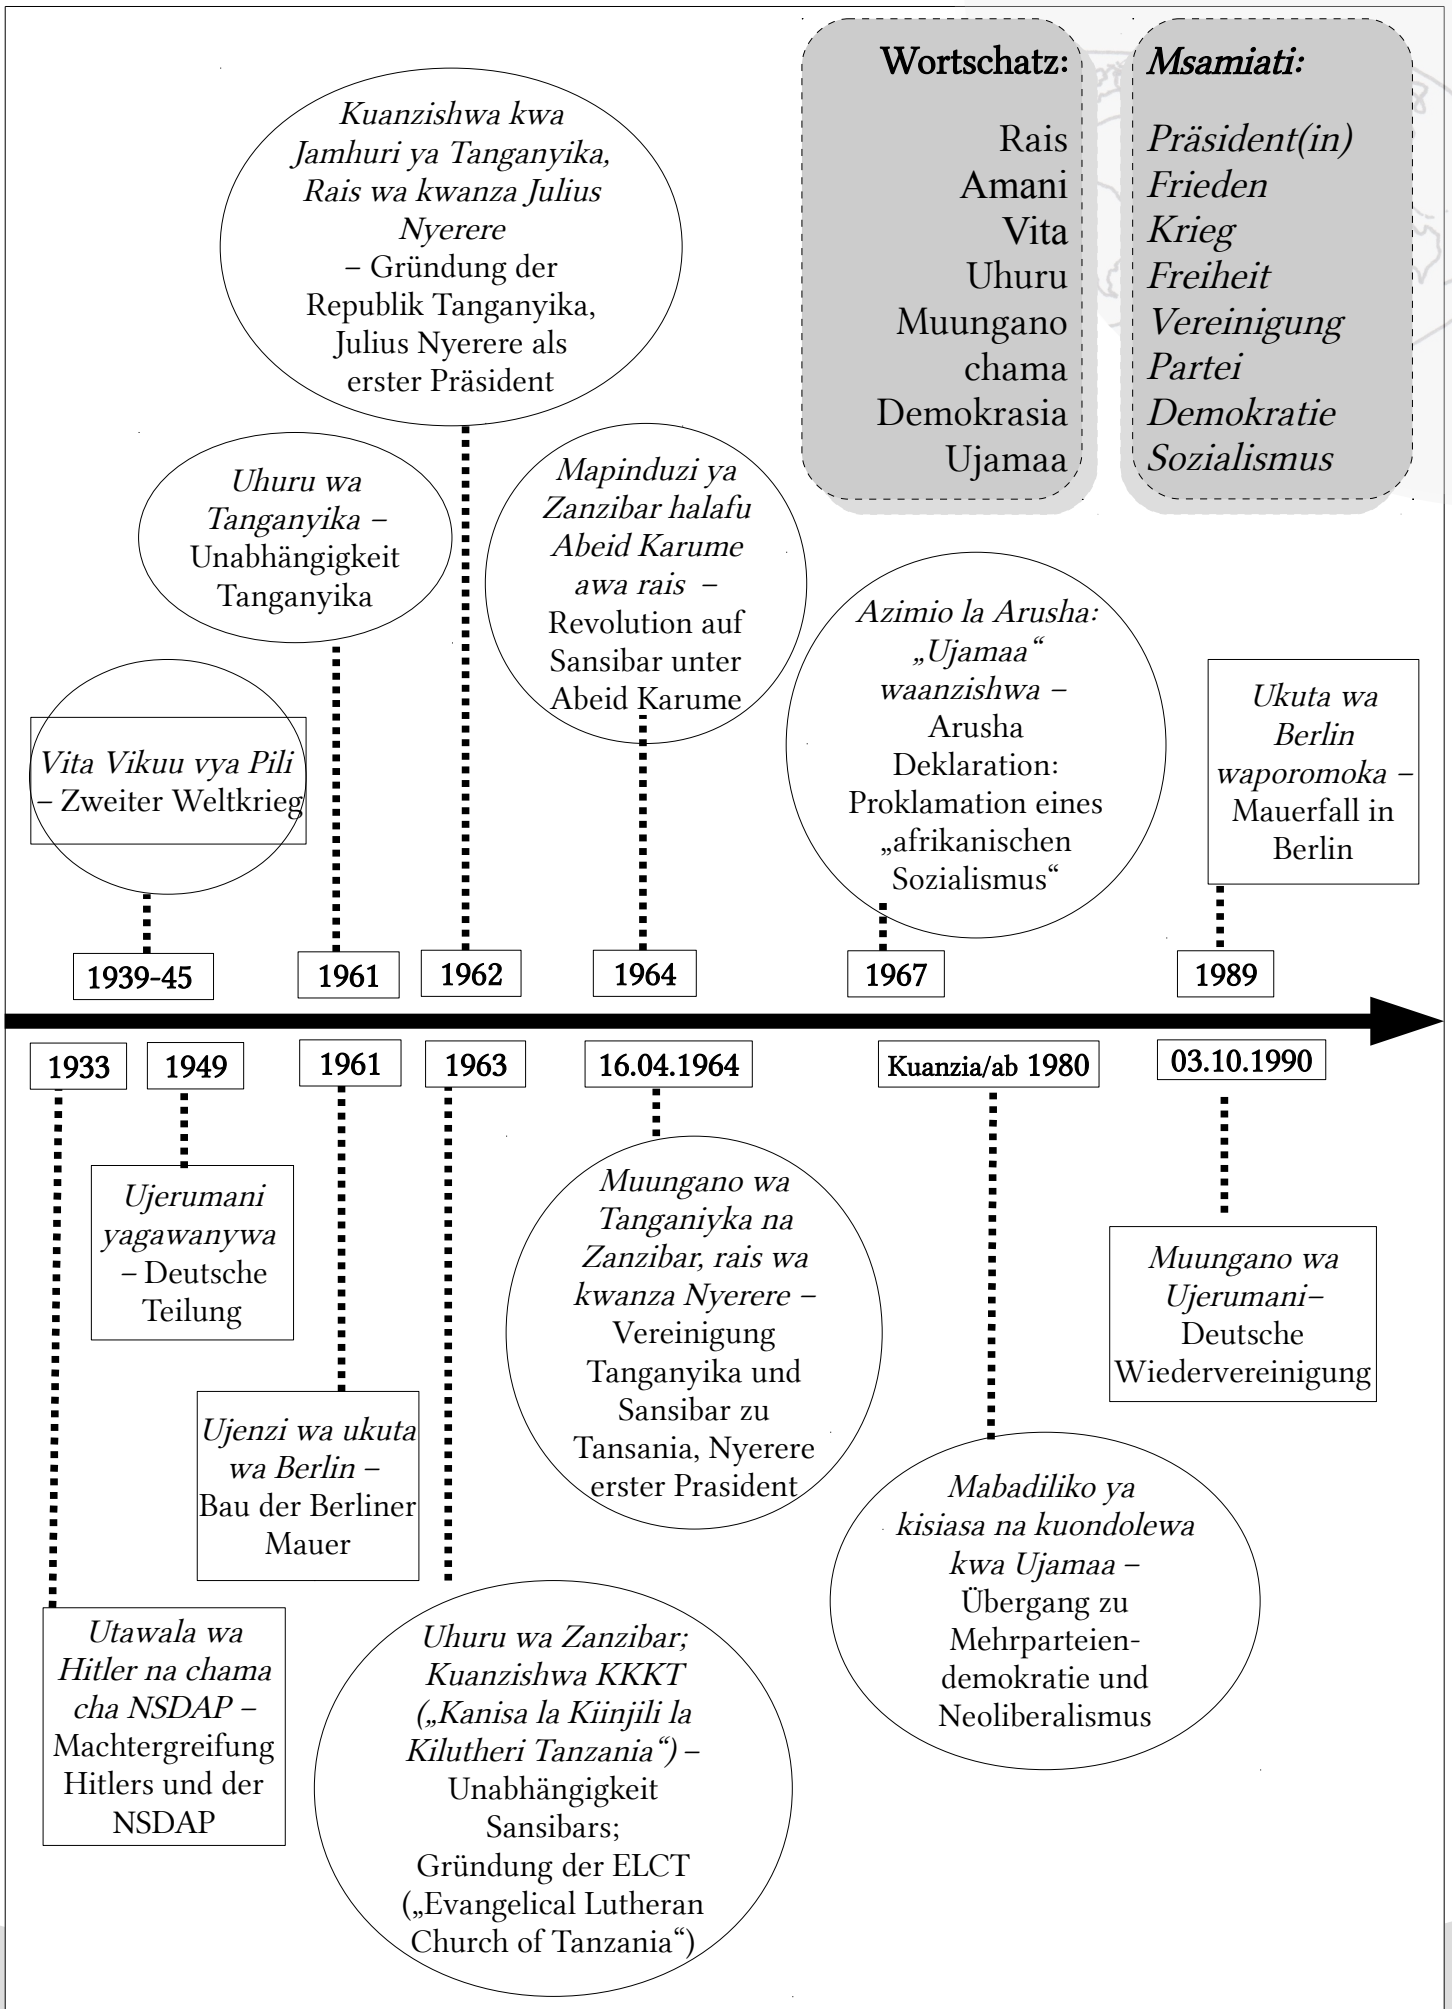 Wortschatz:
Rais
Amani
Vita
Uhuru
Muungano
chama
Demokrasia
Ujamaa
Msamiati:
Präsident(in)
Frieden
Krieg
Freiheit
Vereinigung
Partei
Demokratie
Sozialismus
Kuanzishwa kwa
Jamhuri ya Tanganyika,
Rais wa kwanza Julius
Nyerere
– Gründung der
Republik Tanganyika,
Julius Nyerere als
erster Präsident
Uhuru wa
Tanganyika –
Unabhängigkeit
Tanganyika
Mapinduzi ya
Zanzibar halafu
Abeid Karume
awa rais –
Revolution auf
Sansibar unter
Abeid Karume
Azimio la Arusha:
„Ujamaa“
waanzishwa –
Arusha
Deklaration:
Proklamation eines
„afrikanischen
Sozialismus“
Ukuta wa
Berlin
waporomoka –
Mauerfall in
Berlin
Vita Vikuu vya Pili
– Zweiter Weltkrieg
1939-45
1961
1962
1964
1967
1989
1933
1949
1961
1963
16.04.1964
Kuanzia/ab 1980
03.10.1990
Ujerumani
yagawanywa
– Deutsche
Teilung
Muungano wa
Tanganiyka na
Zanzibar, rais wa
kwanza Nyerere –
Vereinigung
Tanganyika und
Sansibar zu
Tansania, Nyerere
erster Prasident
Muungano wa
Ujerumani–
Deutsche
Wiedervereinigung
Ujenzi wa ukuta
wa Berlin –
Bau der Berliner
Mauer
Mabadiliko ya
kisiasa na kuondolewa
kwa Ujamaa –
Übergang zu
Mehrparteien-
demokratie und
Neoliberalismus
Utawala wa
Hitler na chama
cha NSDAP –
Machtergreifung
Hitlers und der
NSDAP
Uhuru wa Zanzibar;
Kuanzishwa KKKT
(„Kanisa la Kiinjili la
Kilutheri Tanzania“) –
Unabhängigkeit
Sansibars;
Gründung der ELCT
(„Evangelical Lutheran
Church of Tanzania“)